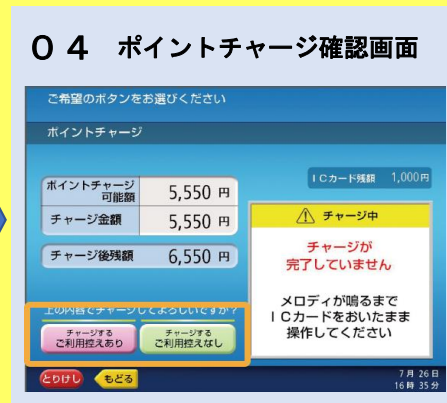 ０４ ポイントチャージ確認画面
ご希望のボタンをお選びください
ポイントチャージ
ＩＣカード残額 1,000円
ポイントチャージ可能額 5,550 円
チャージ金額 5,550 円
チャージ後残額 6,550 円
チャージ中
チャージが
完了していません
メロディが鳴るまで
ＩＣカードをおいたまま
操作してください
上の内容でチャージしてよろしいですか？
チャージする
ご利用控えあり
チャージする
ご利用控えなし
とりけし
もどる
7月26日
16時35分